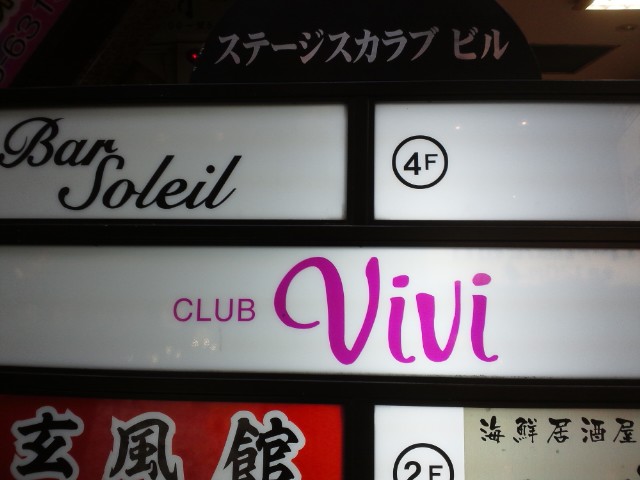 ステージスカラブ ビル
Bar Soleil
4F
CLUB Vivi
玄風館
2F
海鮮居酒屋